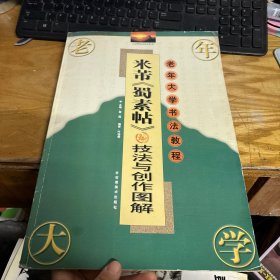 老年
大学
老年大学书法教程
米芾《蜀素帖》
技法与创作图解